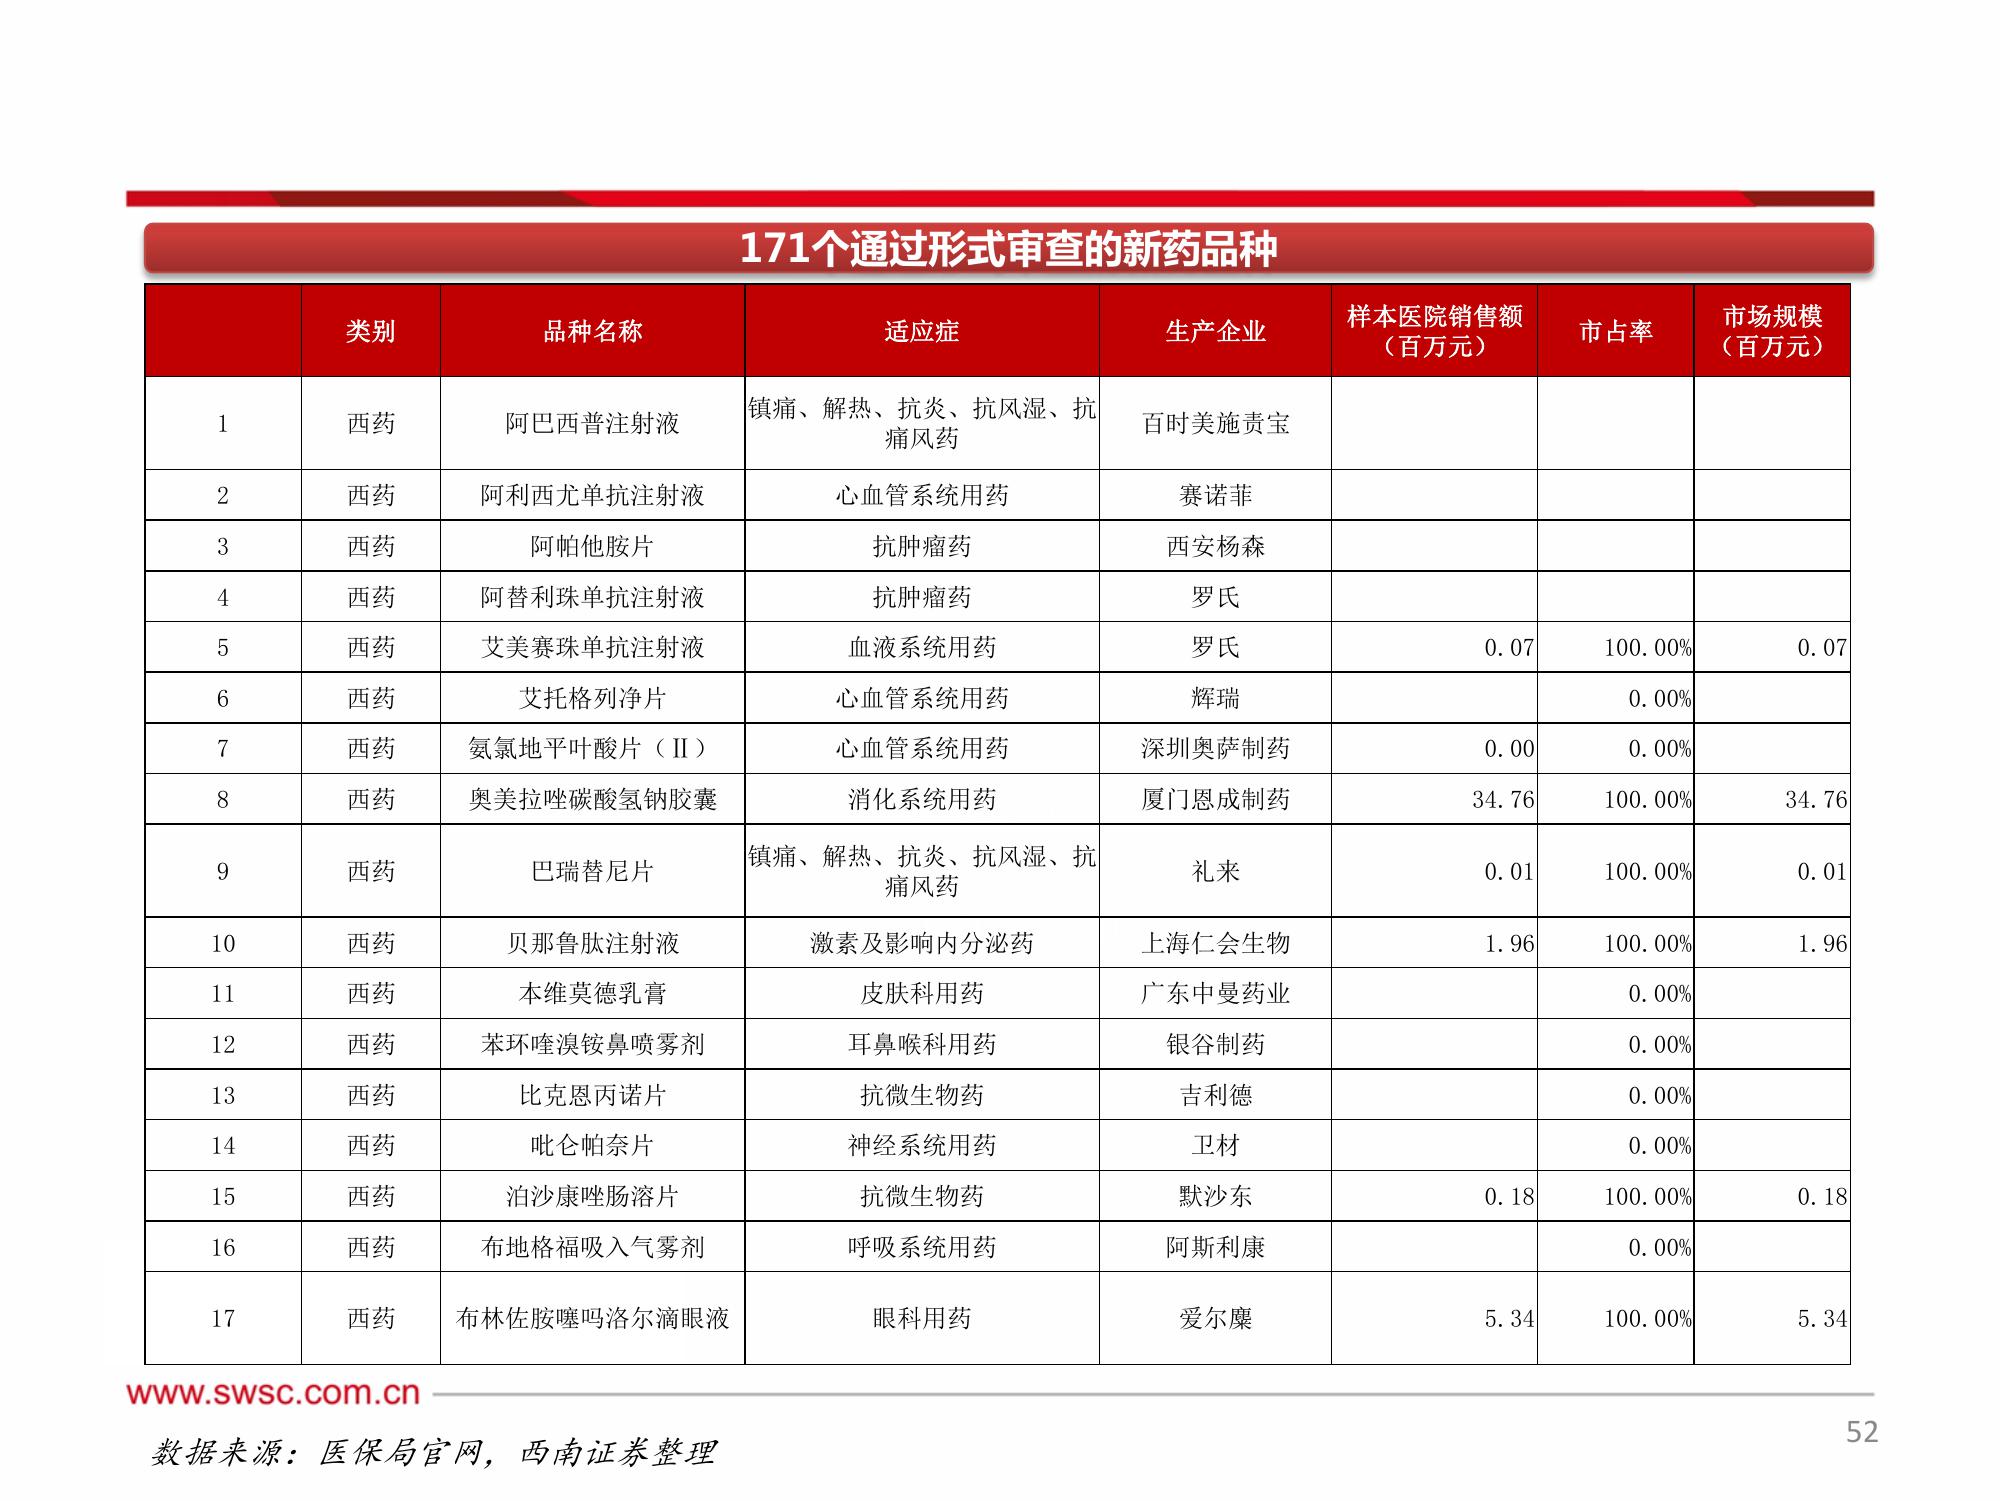 171个通过形式审查的新药品种
类别 品种名称 适应症 生产企业 样本医院销售额（百万元） 市占率 市场规模（百万元）
1 西药 阿巴西普注射液 镇痛、解热、抗炎、抗风湿、抗痛风药 百时美施责宝
2 西药 阿利西尤单抗注射液 心血管系统用药 赛诺菲
3 西药 阿帕他胺片 抗肿瘤药 西安杨森
4 西药 阿替利珠单抗注射液 抗肿瘤药 罗氏
5 西药 艾美赛珠单抗注射液 血液系统用药 罗氏 0.07 100.00% 0.07
6 西药 艾托格列净片 心血管系统用药 辉瑞 0.00%
7 西药 氨氯地平叶酸片（Ⅱ） 心血管系统用药 深圳奥萨制药 0.00 0.00%
8 西药 奥美拉唑碳酸氢钠胶囊 消化系统用药 厦门恩成制药 34.76 100.00% 34.76
9 西药 巴瑞替尼片 镇痛、解热、抗炎、抗风湿、抗痛风药 礼来 0.01 100.00% 0.01
10 西药 贝那鲁肽注射液 激素及影响内分泌药 上海仁会生物 1.96 100.00% 1.96
11 西药 本维莫德乳膏 皮肤科用药 广东中曼药业 0.00%
12 西药 苯环喹溴铵鼻喷雾剂 耳鼻喉科用药 银谷制药 0.00%
13 西药 比克恩丙诺片 抗微生物药 吉利德 0.00%
14 西药 吡仑帕奈片 神经系统用药 卫材 0.00%
15 西药 泊沙康唑肠溶片 抗微生物药 默沙东 0.18 100.00% 0.18
16 西药 布地格福吸入气雾剂 呼吸系统用药 阿斯利康 0.00%
17 西药 布林佐胺噻吗洛尔滴眼液 眼科用药 爱尔麋 5.34 100.00% 5.34
www.swsc.com.cn
52
数据来源：医保局官网，西南证券整理